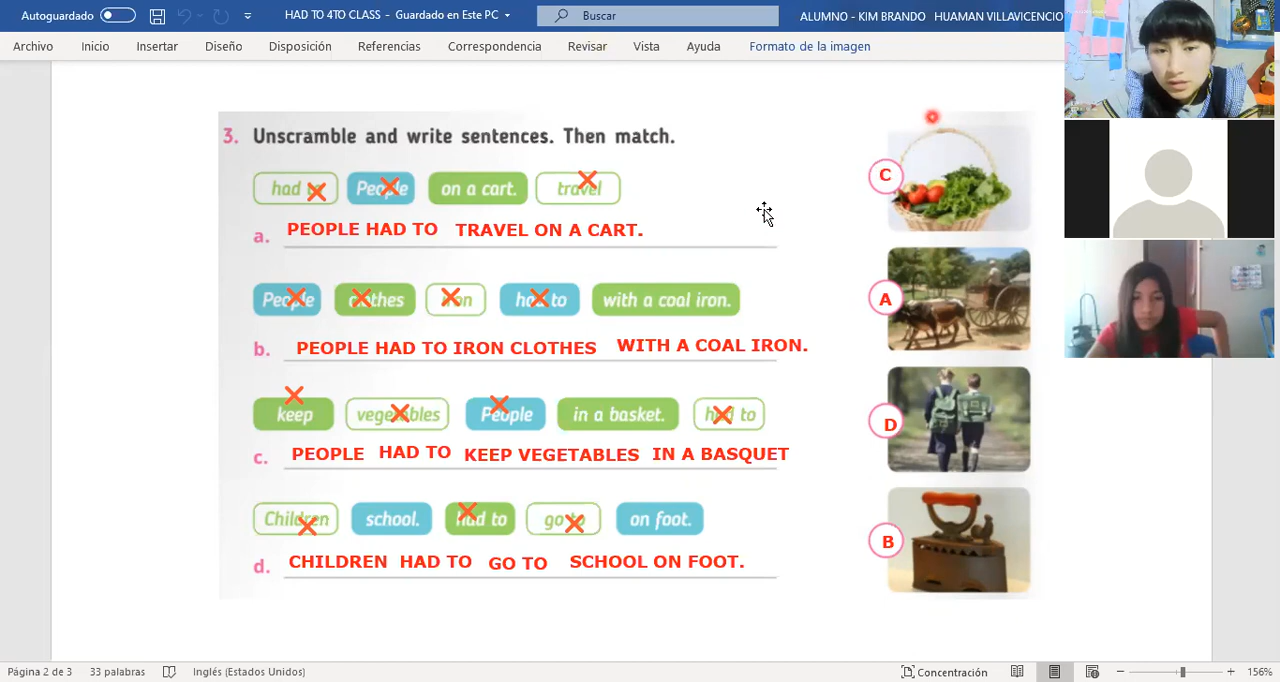 Autoguardado HAD TO 4TO CLASS - Guardado en Este PC Buscar ALUMNO - KIM BRANDO HUAMAN VILLAVICENCIO
Archivo Inicio Insertar Diseño Disposición Referencias Correspondencia Revisar Vista Ayuda Formato de la imagen
3. Unscramble and write sentences. Then match.
had to People on a cart. travel
a. PEOPLE HAD TO TRAVEL ON A CART.
People clothes iron had to with a coal iron.
b. PEOPLE HAD TO IRON CLOTHES WITH A COAL IRON.
keep vegetables People in a basket. had to
c. PEOPLE HAD TO KEEP VEGETABLES IN A BASQUET
Children school. had to go to on foot.
d. CHILDREN HAD TO GO TO SCHOOL ON FOOT.
C
A
D
B
Página 2 de 3 33 palabras Inglés (Estados Unidos) Concentración 156%